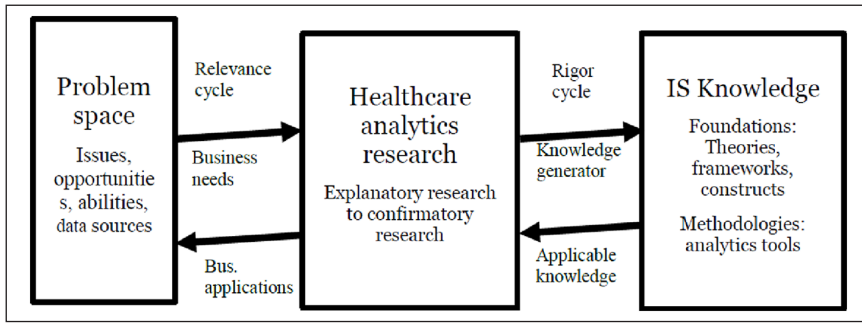 Problem
space
Issues,
opportunitie
s, abilities,
data sources
Relevance
cycle
Business
needs
Bus.
applications
Healthcare
analytics
research
Explanatory research
to confirmatory
research
Rigor
cycle
Knowledge
generator
Applicable
knowledge
IS Knowledge
Foundations:
Theories,
frameworks,
constructs
Methodologies:
analytics tools